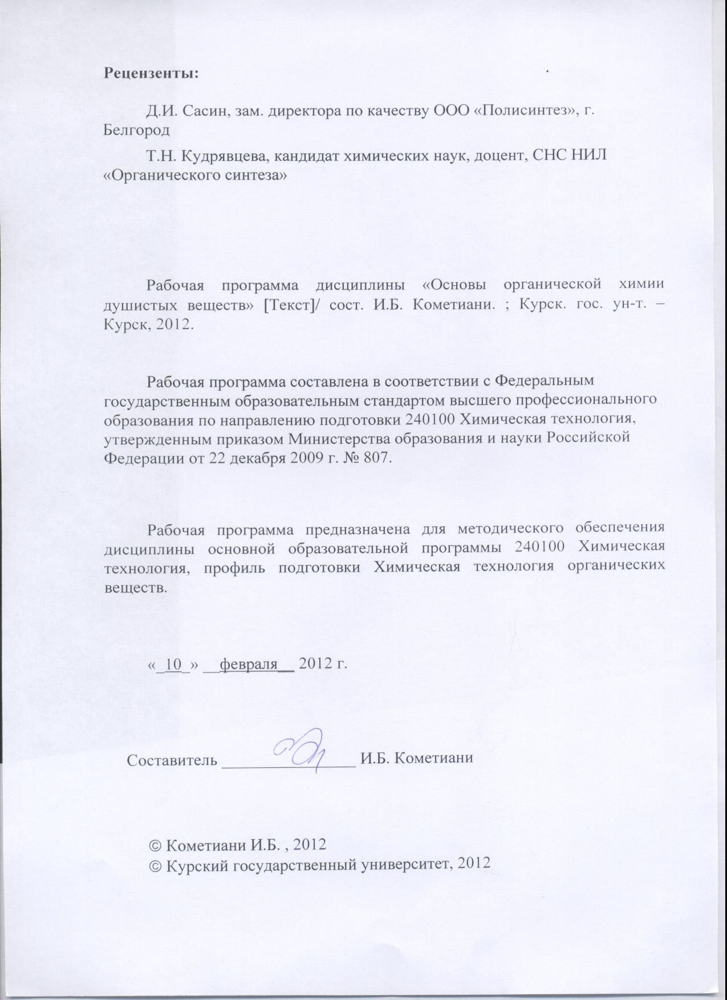 Рецензенты:
Д.И. Сасин, зам. директора по качеству ООО «Полисинтез», г.
Белгород
Т.Н. Кудрявцева, кандидат химических наук, доцент, СНС НИЛ
«Органического синтеза»
Рабочая программа дисциплины «Основы органической химии
душистых веществ» [Текст]/ сост. И.Б. Кометиани. ; Курск. гос. ун-т. –
Курск, 2012.
Рабочая программа составлена в соответствии с Федеральным
государственным образовательным стандартом высшего профессионального
образования по направлению подготовки 240100 Химическая технология,
утвержденным приказом Министерства образования и науки Российской
Федерации от 22 декабря 2009 г. № 807.
Рабочая программа предназначена для методического обеспечения
дисциплины основной образовательной программы 240100 Химическая
технология, профиль подготовки Химическая технология органических
веществ.
«_10_» __февраля__ 2012 г.
Составитель ________________ И.Б. Кометиани
© Кометиани И.Б. , 2012
© Курский государственный университет, 2012